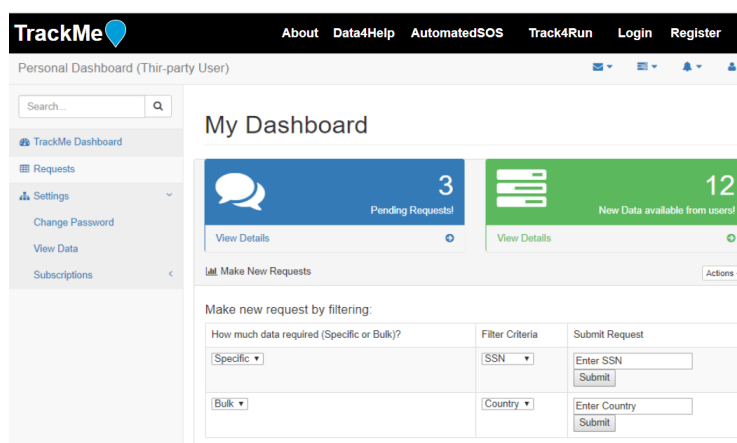 TrackMe
About Data4Help AutomatedSOS Track4Run Login Register
Personal Dashboard (Thir-party User)
Search...
TrackMe Dashboard
Requests
Settings
Change Password
View Data
Subscriptions
My Dashboard
3
Pending Requests!
View Details
12
New Data available from users!
View Details
Make New Requests
Actions
Make new request by filtering:
How much data required (Specific or Bulk)? Filter Criteria Submit Request
Specific SSN Enter SSN
Submit
Bulk Country Enter Country
Submit